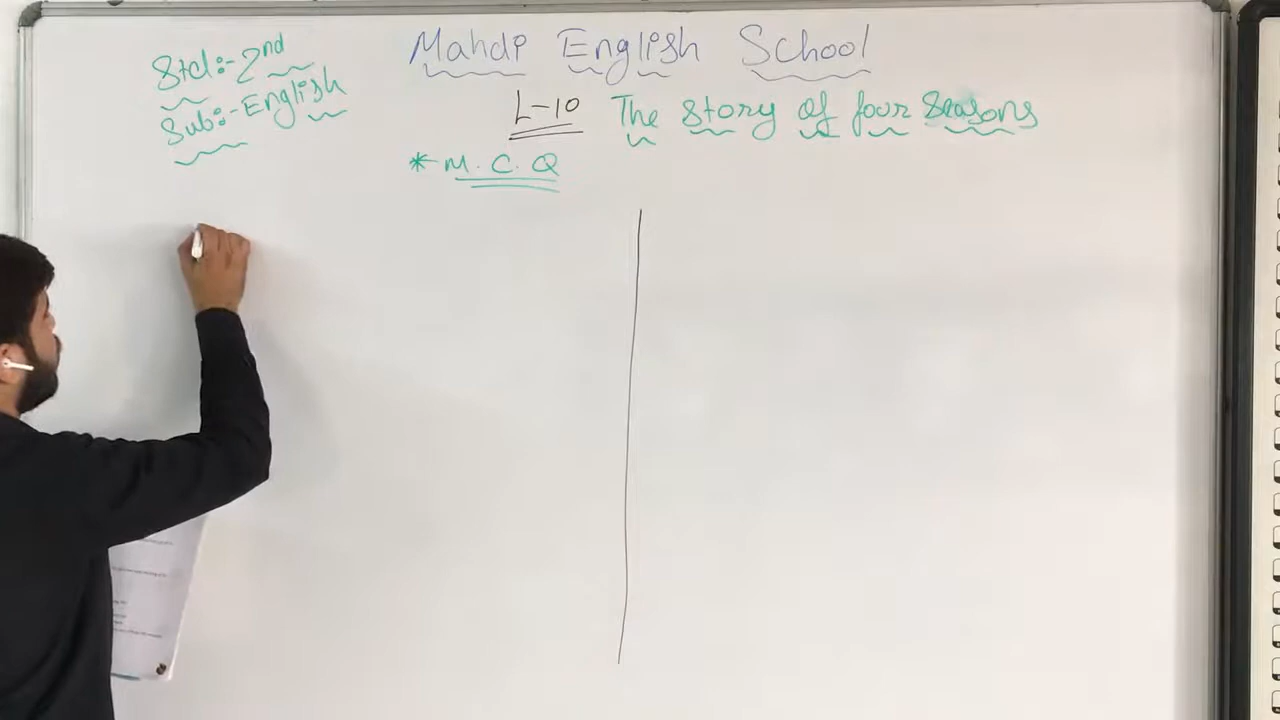 Mahdi English School
Std:- 2nd
Sub:- English
L-10 The story of four seasons
* M.C.Q